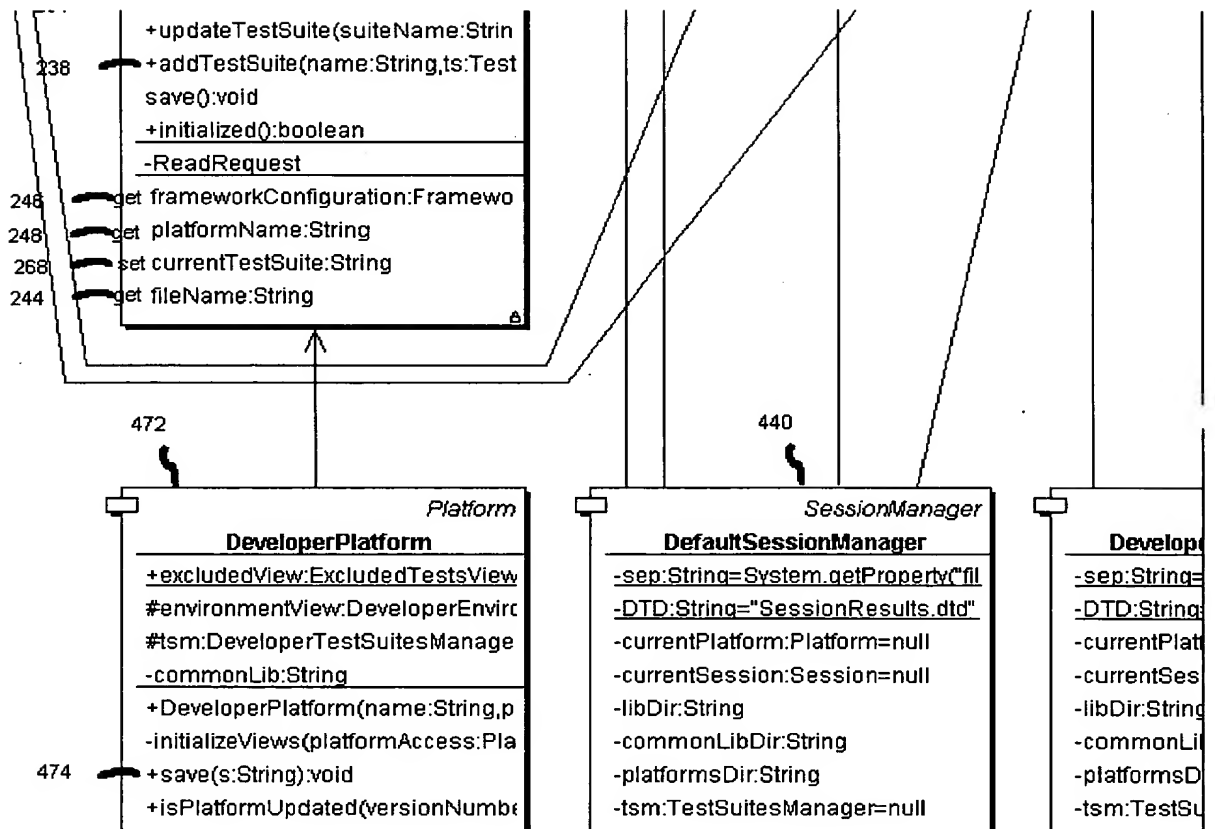 +updateTestSuite(suiteName:Strin
238 +addTestSuite(name:String,ts:Test
save():void
+initialized():boolean
-ReadRequest
246 get frameworkConfiguration:Framewo
248 get platformName:String
268 set currentTestSuite:String
244 get fileName:String
472
440
Platform
DeveloperPlatform
+excludedView:ExcludedTestsView
#environmentView:DeveloperEnviro
#tsm:DeveloperTestSuitesManage
-commonLib:String
+DeveloperPlatform(name:String,p
-initializeViews(platformAccess:Pla
474 +save(s:String):void
+isPlatformUpdated(versionNumbe
SessionManager
DefaultSessionManager
-sep:String=System.getProperty("fil
-DTD:String="SessionResults.dtd"
-currentPlatform:Platform=null
-currentSession:Session=null
-libDir:String
-commonLibDir:String
-platformsDir:String
-tsm:TestSuitesManager=null
Develope
-sep:String=
-DTD:String=
-currentPlatf
-currentSes
-libDir:String
-commonLi
-platformsD
-tsm:TestSu